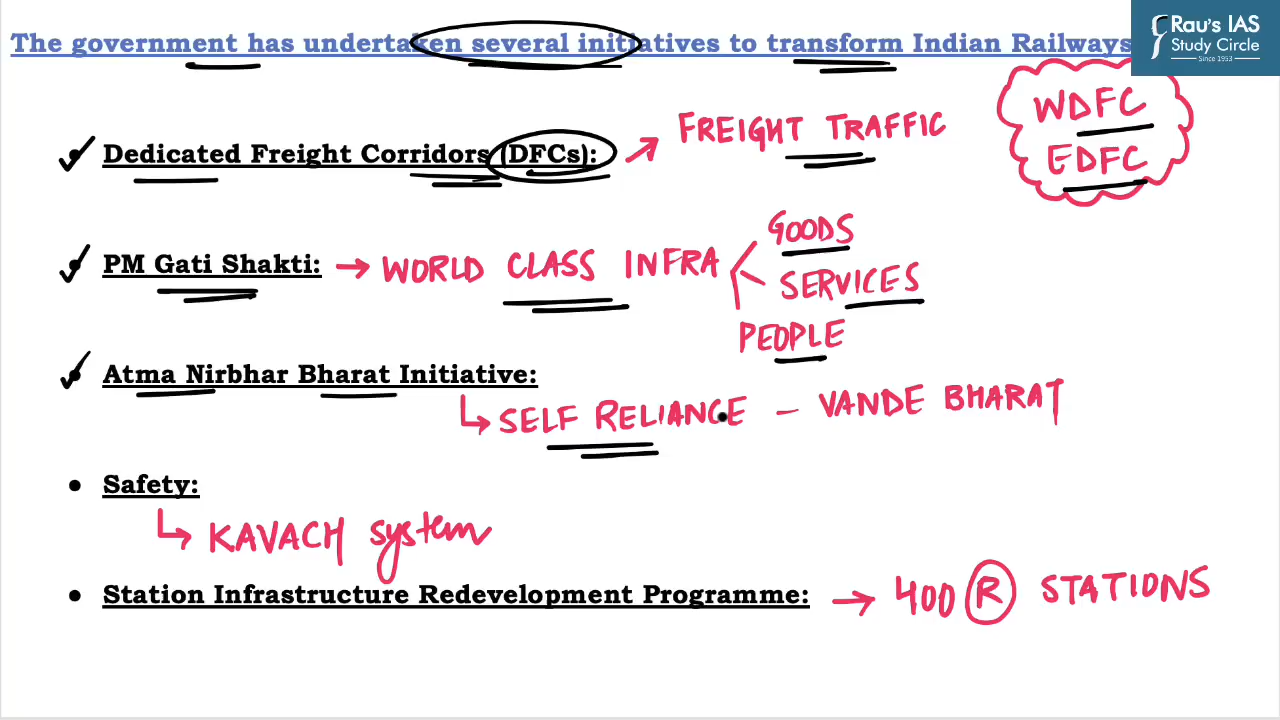 The government has undertaken several initiatives to transform Indian Railways
Rau's IAS
Study Circle
Since 1953
WDFC
EDFC
Dedicated Freight Corridors (DFCs):
FREIGHT TRAFFIC
PM Gati Shakti:
WORLD CLASS INFRA
GOODS
SERVICES
PEOPLE
Atma Nirbhar Bharat Initiative:
SELF RELIANCE – VANDE BHARAT
Safety:
KAVACH system
Station Infrastructure Redevelopment Programme:
400 R STATIONS